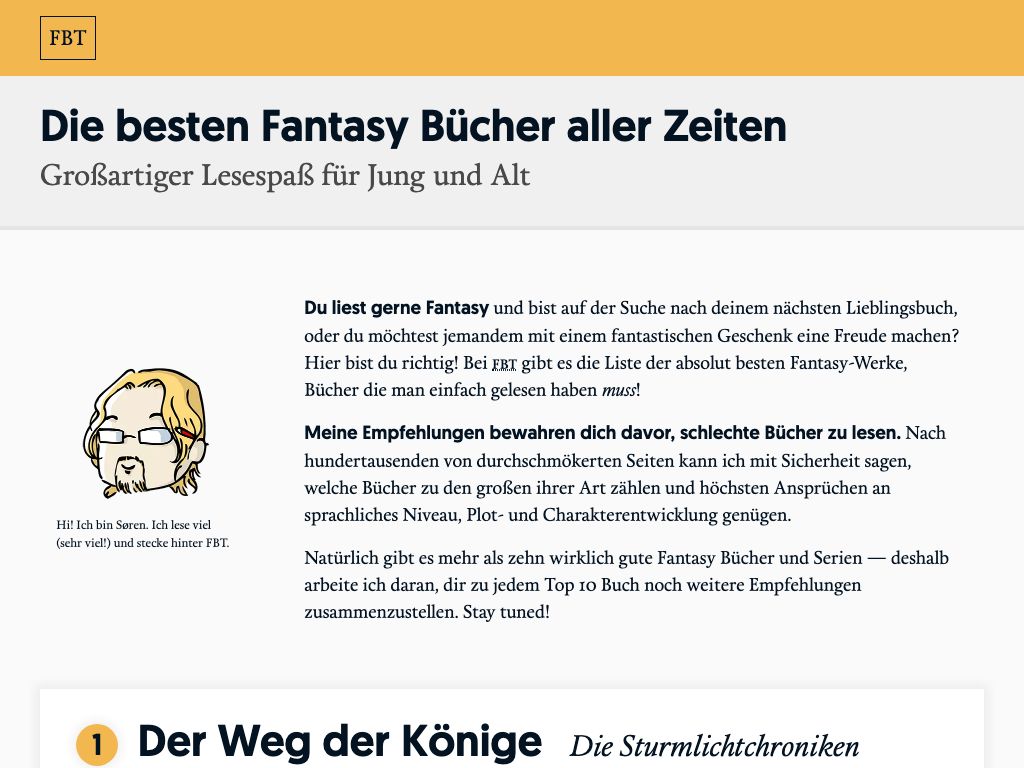 FBT
Die besten Fantasy Bücher aller Zeiten
Großartiger Lesespaß für Jung und Alt
Du liest gerne Fantasy und bist auf der Suche nach deinem nächsten Lieblingsbuch,
oder du möchtest jemandem mit einem fantastischen Geschenk eine Freude machen?
Hier bist du richtig! Bei FBT gibt es die Liste der absolut besten Fantasy-Werke,
Bücher die man einfach gelesen haben muss!
Meine Empfehlungen bewahren dich davor, schlechte Bücher zu lesen. Nach
hundertausenden von durchschmökerten Seiten kann ich mit Sicherheit sagen,
welche Bücher zu den großen ihrer Art zählen und höchsten Ansprüchen an
sprachliches Niveau, Plot- und Charakterentwicklung genügen.
Natürlich gibt es mehr als zehn wirklich gute Fantasy Bücher und Serien — deshalb
arbeite ich daran, dir zu jedem Top 10 Buch noch weitere Empfehlungen
zusammenzustellen. Stay tuned!
Hi! Ich bin Søren. Ich lese viel
(sehr viel!) und stecke hinter FBT.
1 Der Weg der Könige Die Sturmlichtchroniken